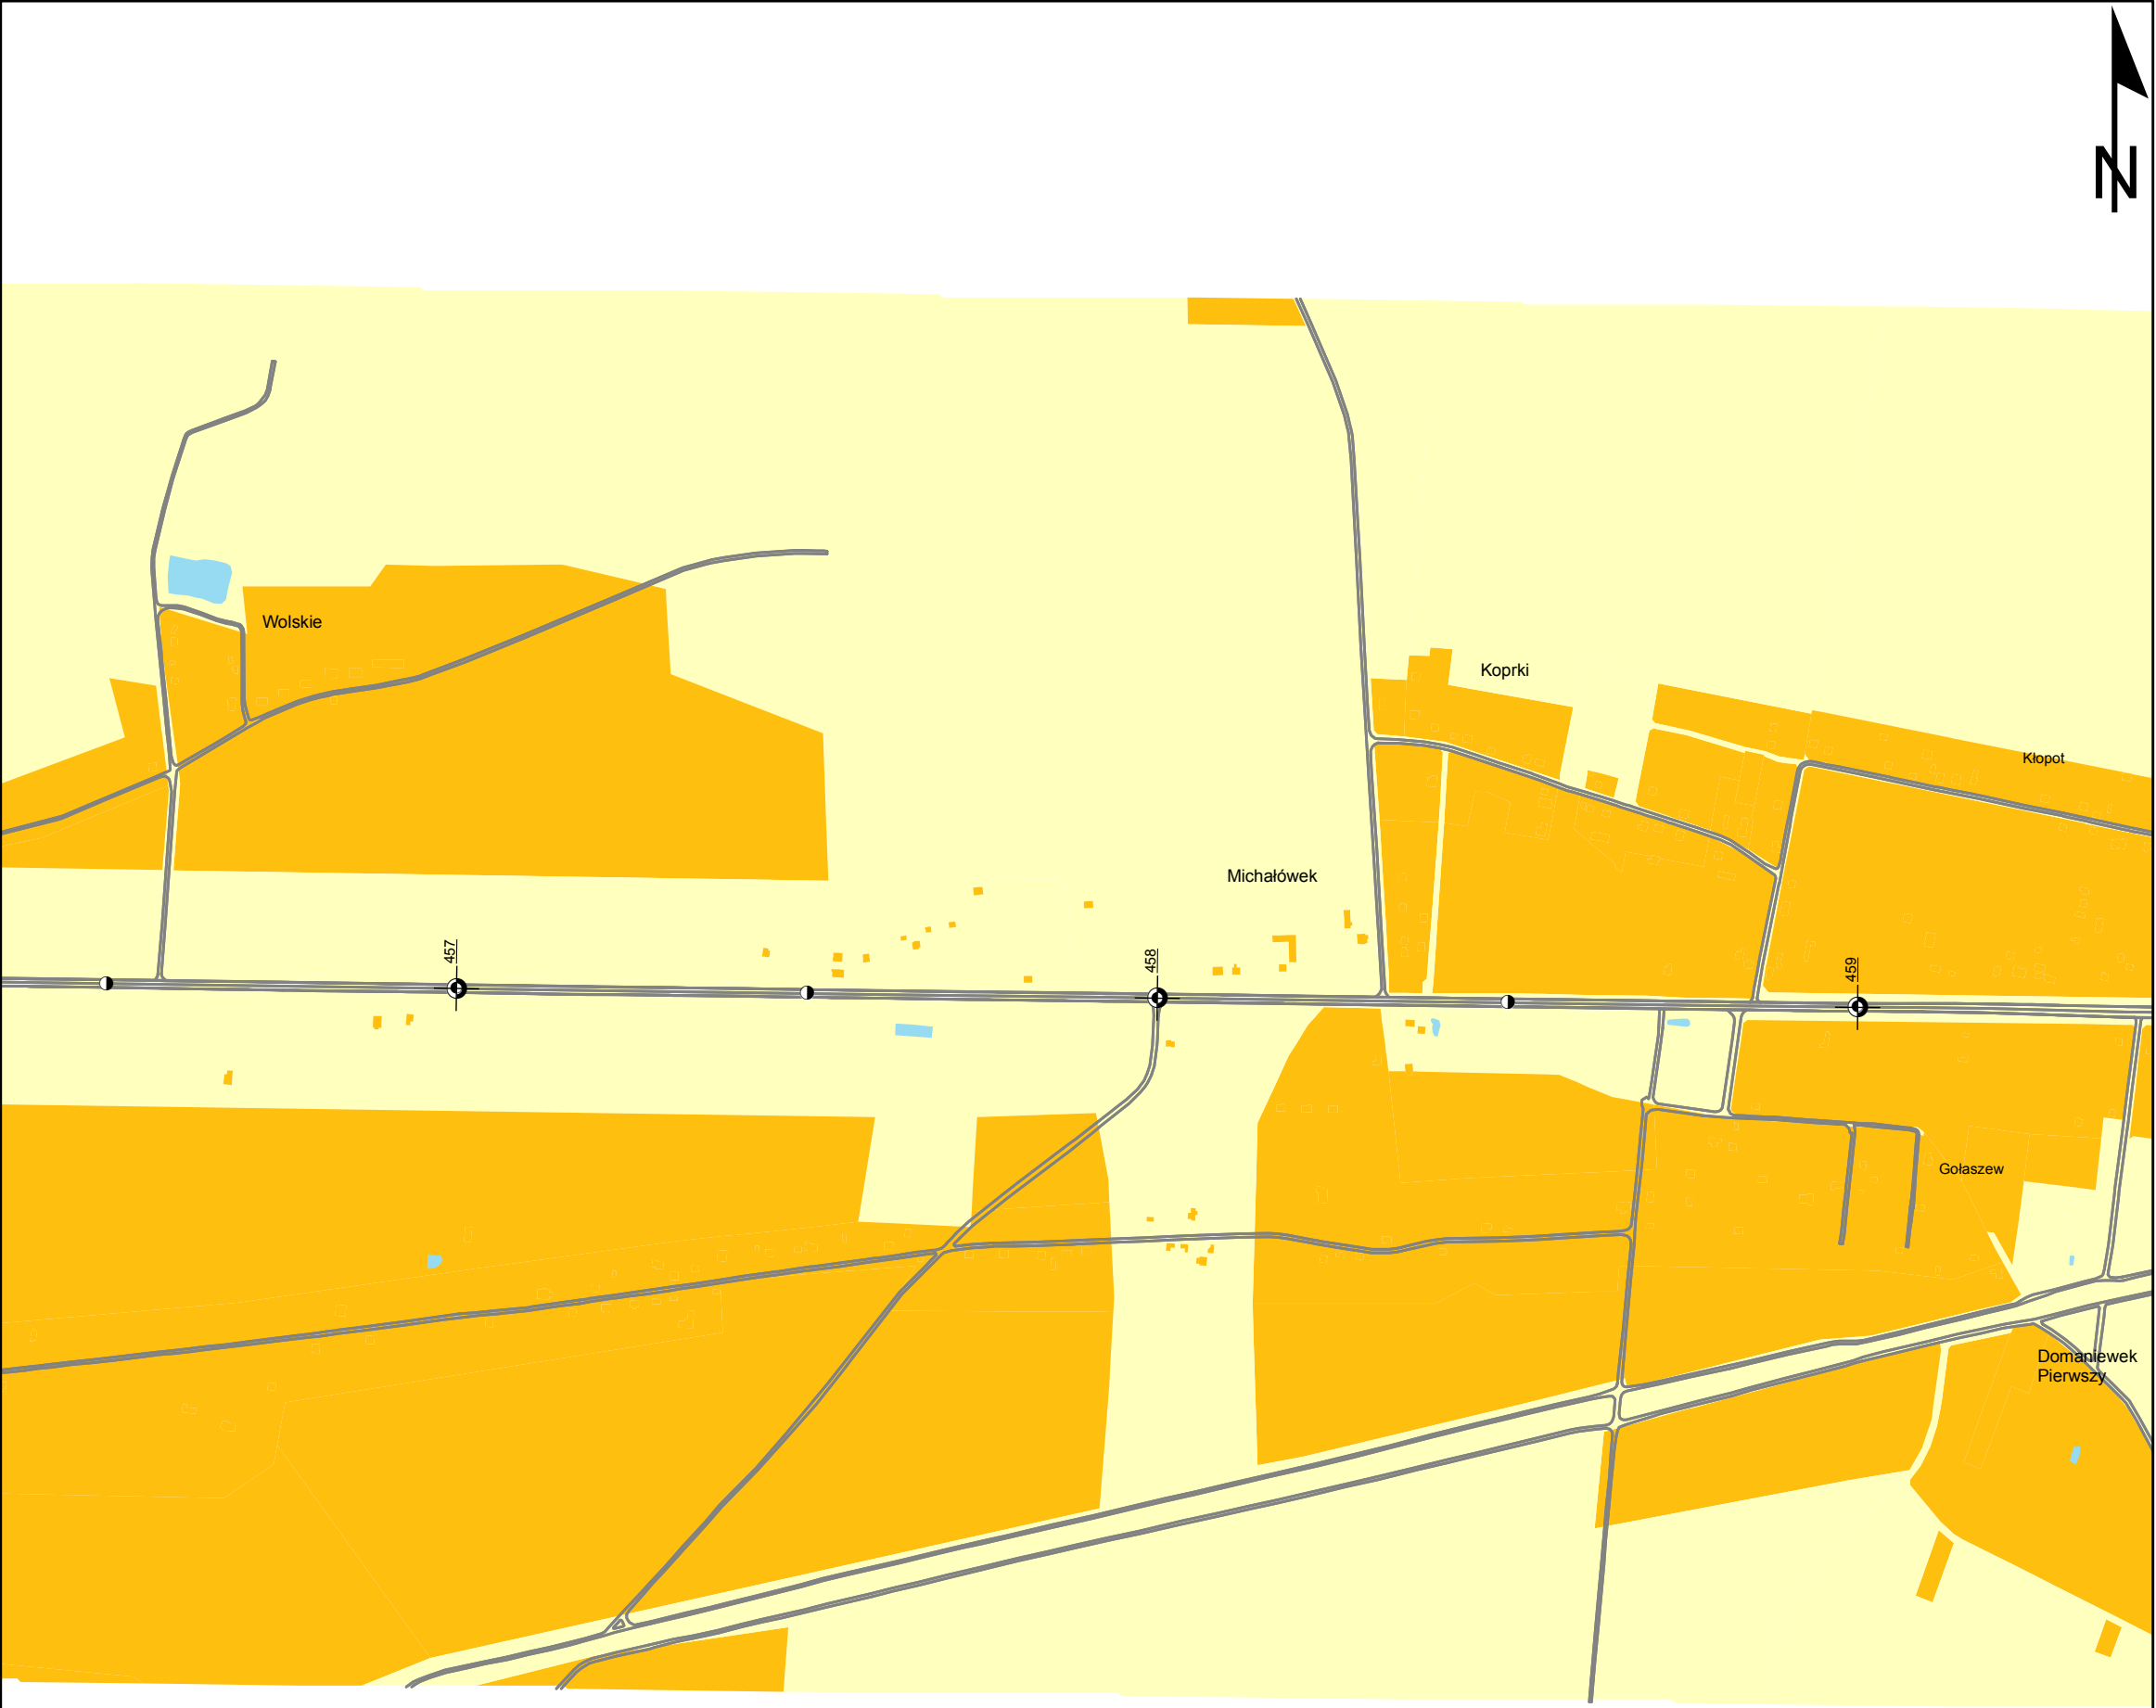 N
Wolskie
Koprki
Kłopot
Michałówek
457
458
459
Gołaszew
Domaniewek
Pierwszy